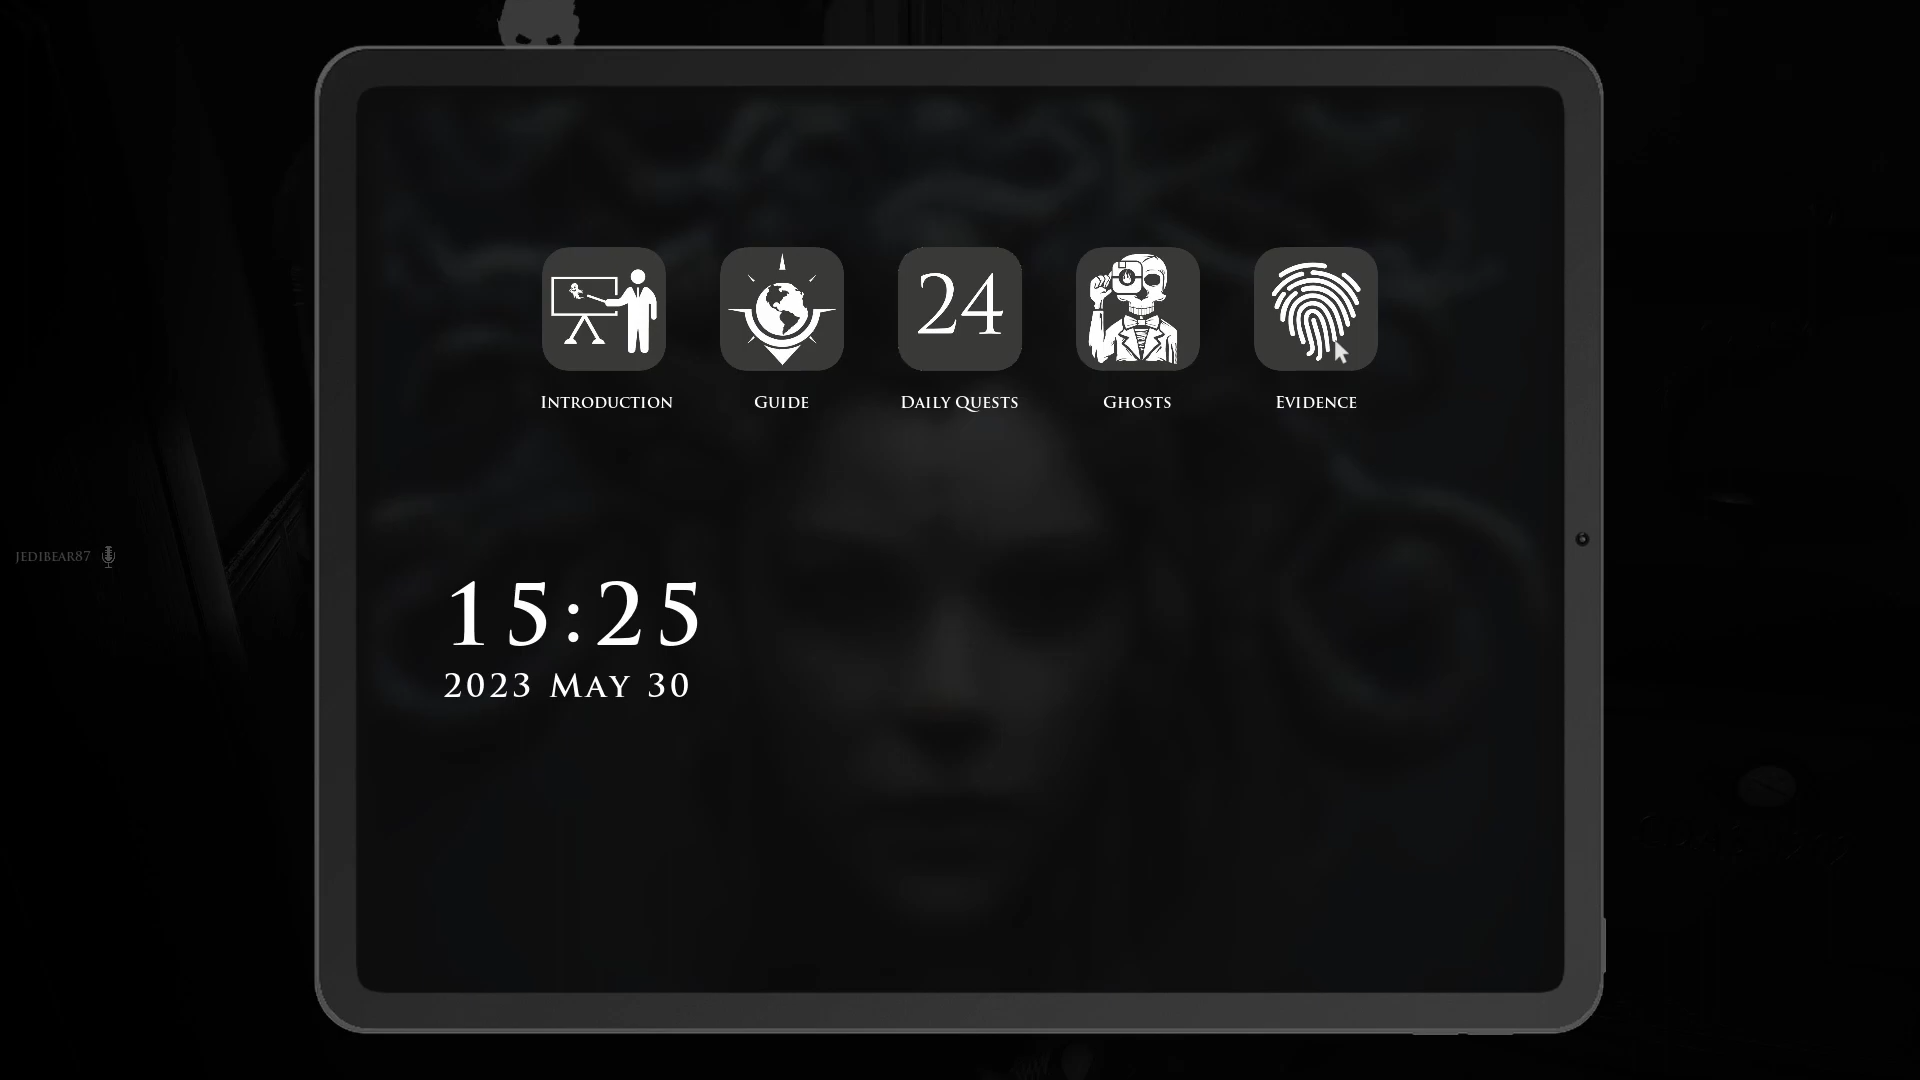 24
Introduction
Guide
Daily Quests
Ghosts
Evidence
JEDIBEAR87
15:25
2023 May 30